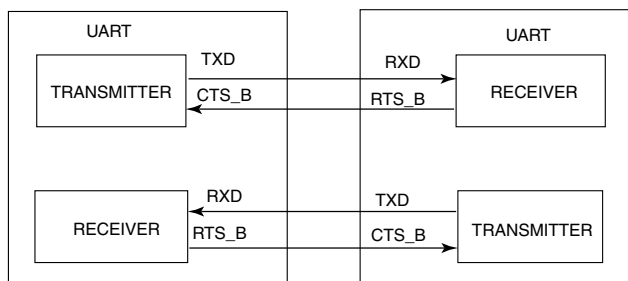 UART UART
TXD RXD
TRANSMITTER CTS_B RTS_B RECEIVER
RXD TXD
RECEIVER RTS_B CTS_B TRANSMITTER